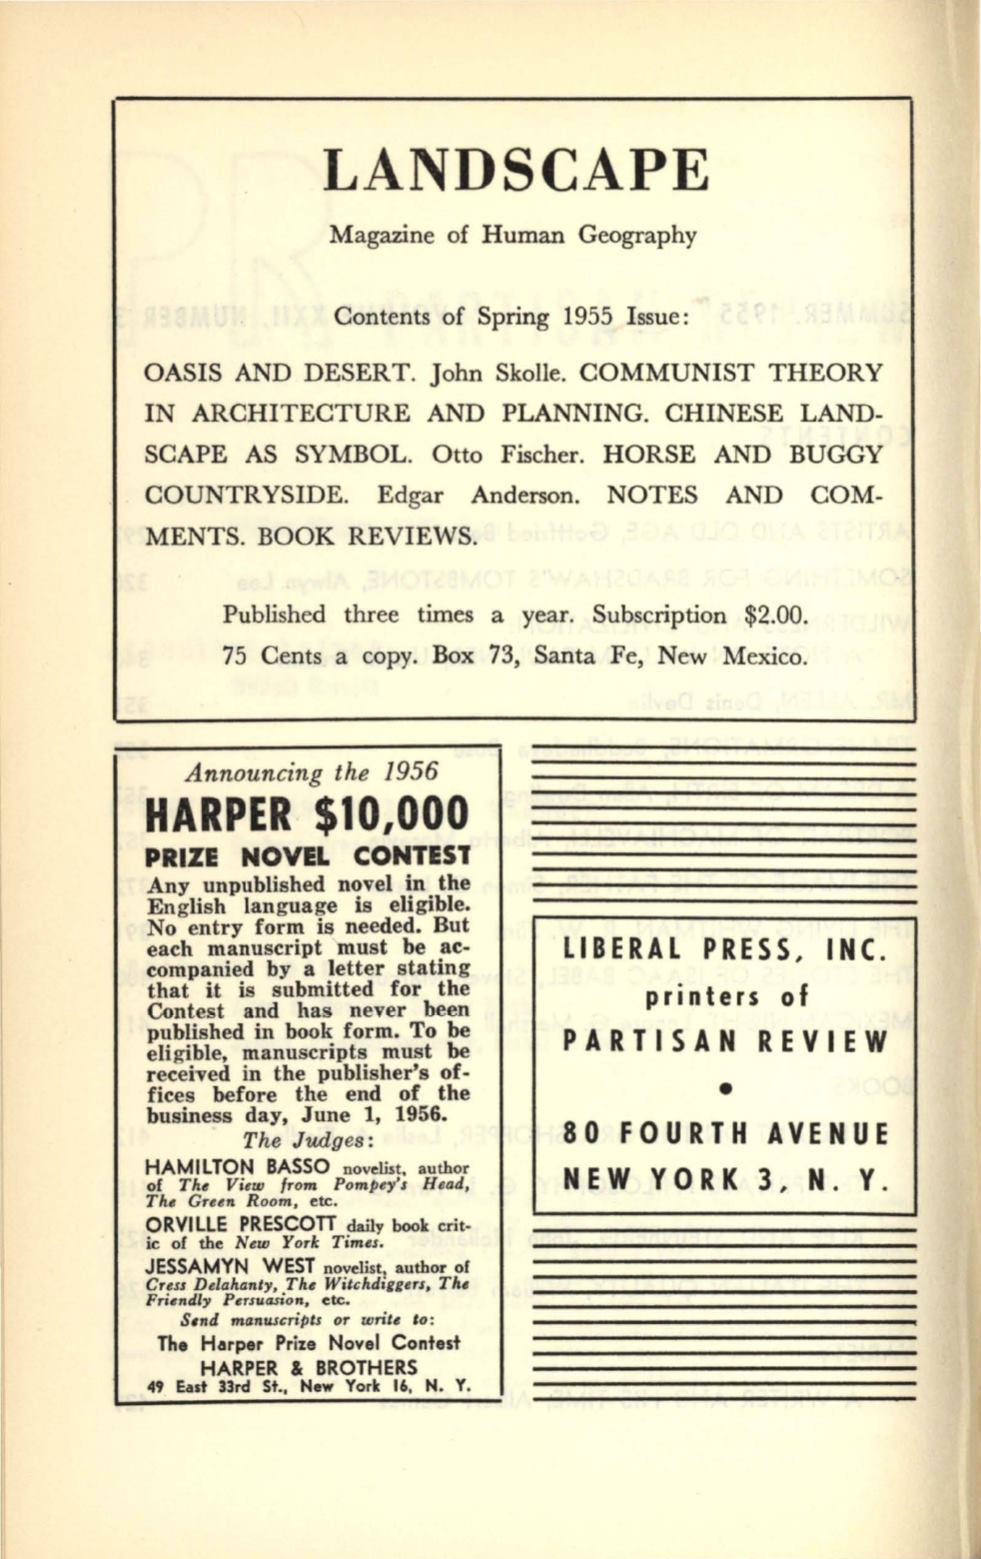 LANDSCAPE
Magazine of Human Geography
Contents of Spring 1955 Issue:
OASIS AND DESERT. John Skolle. COMMUNIST THEORY
IN ARCHITECTURE AND PLANNING. CHINESE LAND-
SCAPE AS SYMBOL. Otto Fischer. HORSE AND BUGGY
COUNTRYSIDE. Edgar Anderson. NOTES AND COM-
MENTS. BOOK REVIEWS.
Published three times a year. Subscription $2.00.
75 Cents a copy. Box 73, Santa Fe, New Mexico.
Announcing the 1956
HARPER $10,000
PRIZE NOVEL CONTEST
Any unpublished novel in the
English language is eligible.
No entry form is needed. But
each manuscript must be ac-
companied by a letter stating
that it is submitted for the
Contest and has never been
published in book form. To be
eligible, manuscripts must be
received in the publisher's of-
fices before the end of the
business day, June 1, 1956.
The Judges:
HAMILTON BASSO novelist, author
of The View from Pompey's Head,
The Green Room, etc.
ORVILLE PRESCOTT daily book crit-
ic of the New York Times.
JESSAMYN WEST novelist, author of
Cress Delahanty, The Witchdiggers, The
Friendly Persuasion, etc.
Send manuscripts or write to:
The Harper Prize Novel Contest
HARPER & BROTHERS
49 East 33rd St., New York 16, N. Y.
LIBERAL PRESS, INC.
printers of
PARTISAN REVIEW
•
80 FOURTH AVENUE
NEW YORK 3, N. Y.